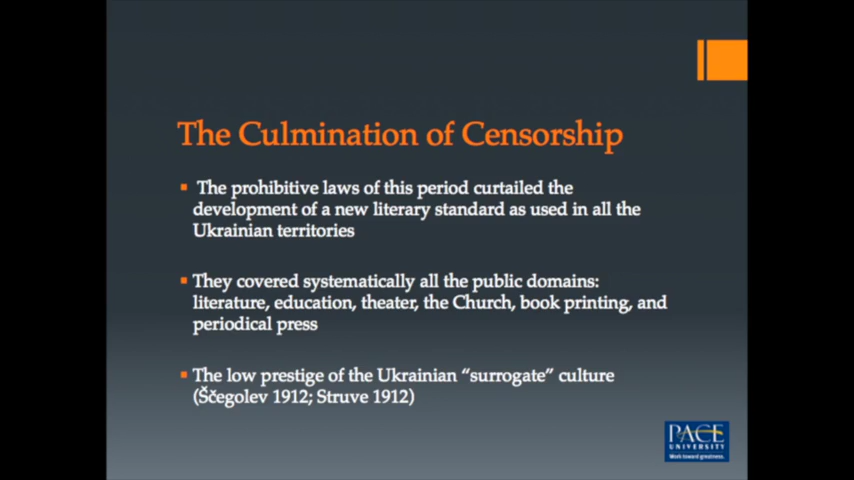 The Culmination of Censorship
The prohibitive laws of this period curtailed the
development of a new literary standard as used in all the
Ukrainian territories
They covered systematically all the public domains:
literature, education, theater, the Church, book printing, and
periodical press
The low prestige of the Ukrainian “surrogate” culture
(Ščegolev 1912; Struve 1912)
PACE
UNIVERSITY
Work toward greatness.